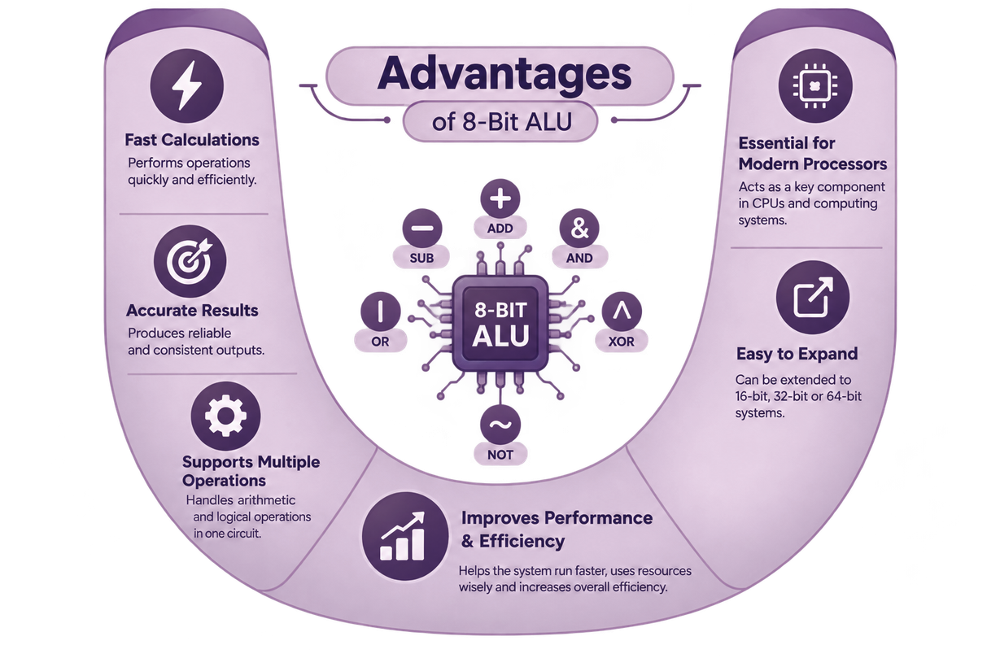 Advantages
of 8-Bit ALU
Fast Calculations
Performs operations
quickly and efficiently.
Accurate Results
Produces reliable
and consistent outputs.
Supports Multiple
Operations
Handles arithmetic
and logical operations
in one circuit.
Improves Performance
& Efficiency
Helps the system run faster, uses resources
wisely and increases overall efficiency.
Essential for
Modern Processors
Acts as a key component
in CPUs and computing
systems.
Easy to Expand
Can be extended to
16-bit, 32-bit or 64-bit
systems.
+
ADD
−
SUB
&
AND
|
OR
∧
XOR
8-BIT
ALU
~
NOT